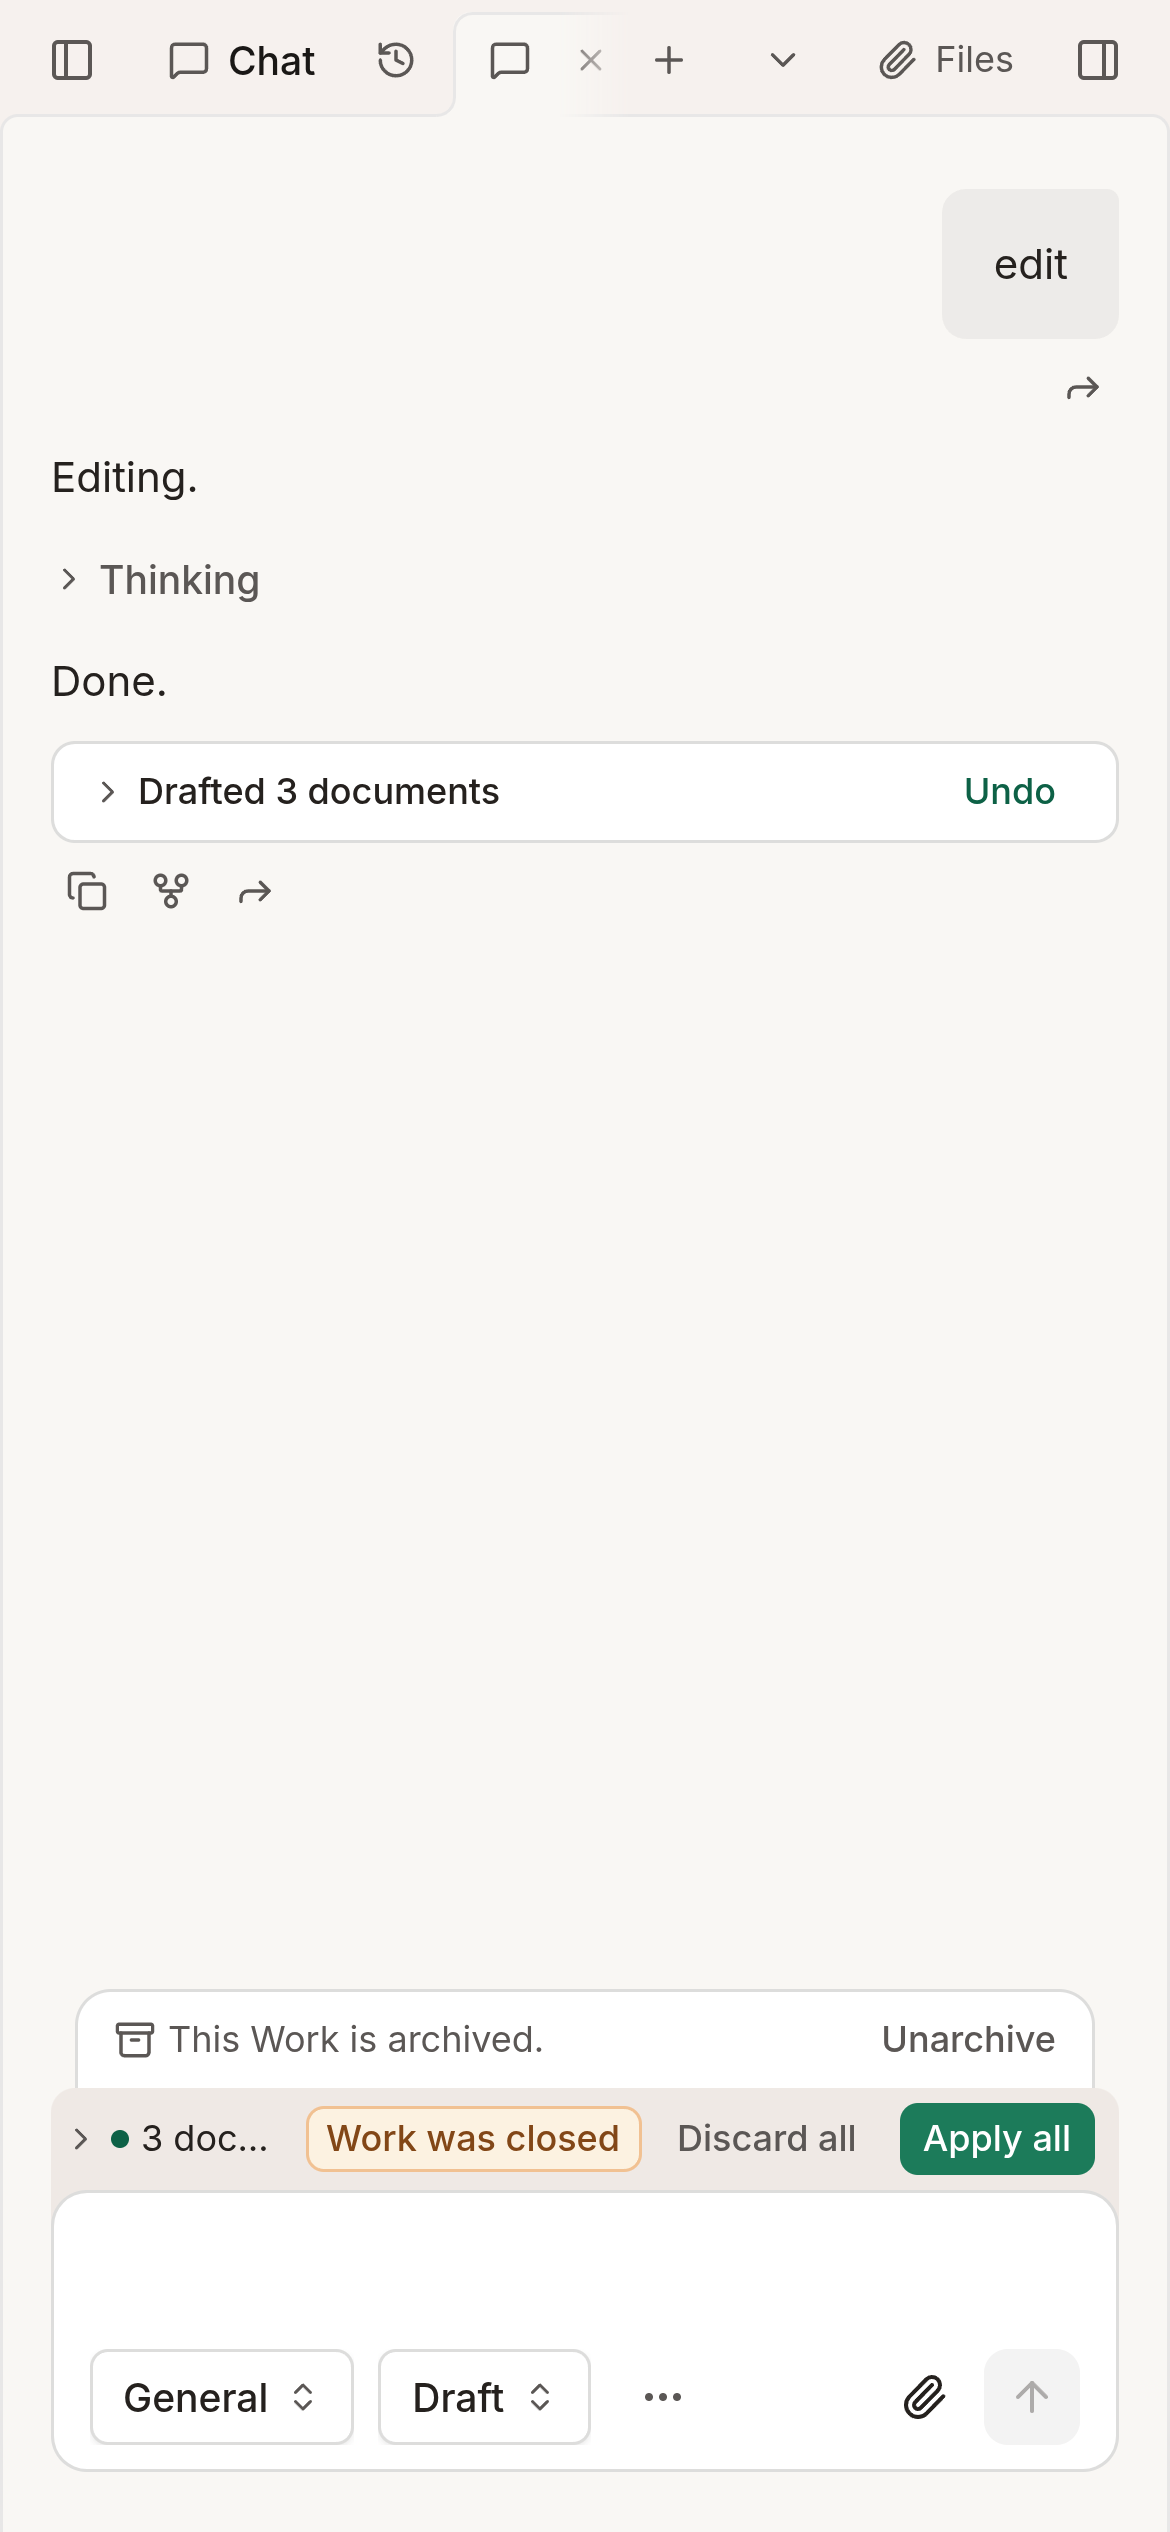 Chat
Files
edit
Editing.
Thinking
Done.
Drafted 3 documents
Undo
This Work is archived.
Unarchive
3 doc...
Work was closed
Discard all
Apply all
General
Draft